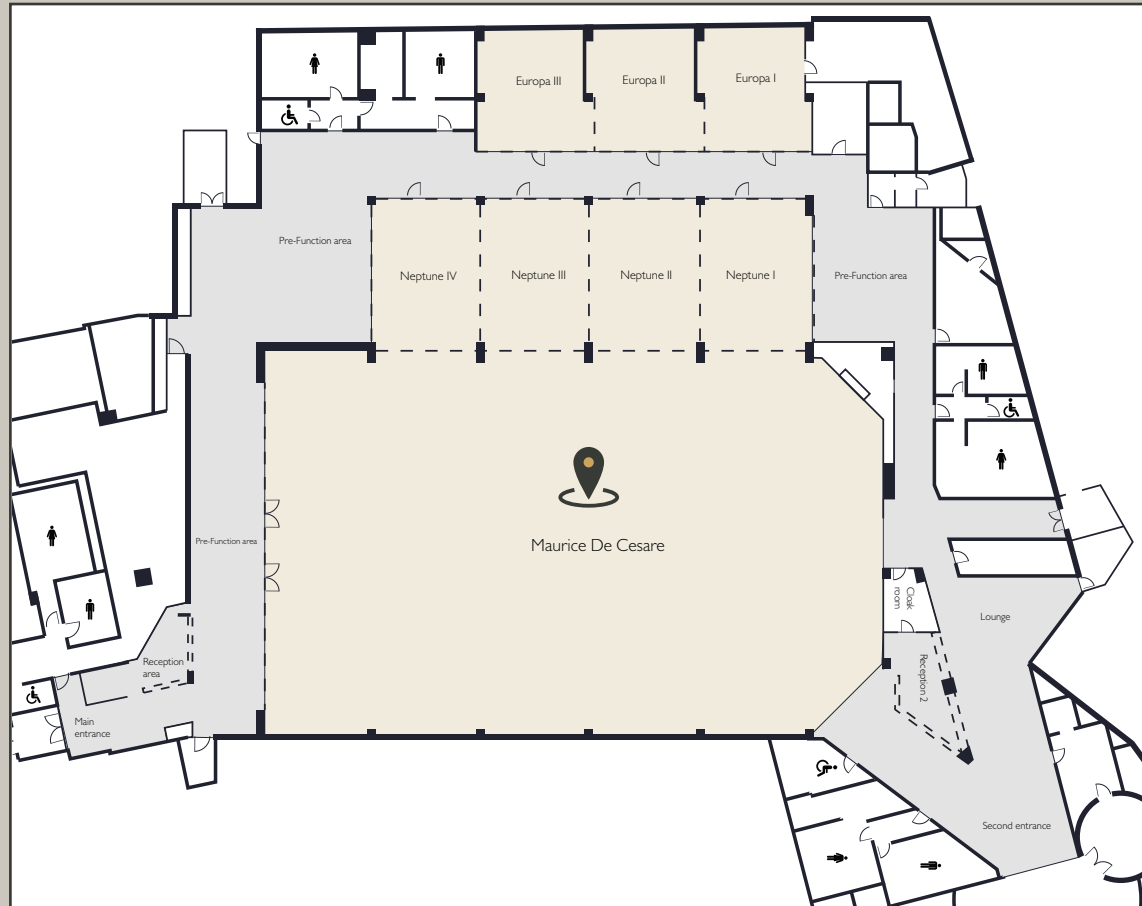 Europa III
Europa II
Europa I
Pre-Function area
Neptune IV
Neptune III
Neptune II
Neptune I
Pre-Function area
Pre-Function area
Maurice De Cesare
Cloak
room
Lounge
Reception
area
Reception 2
Main
entrance
Second entrance